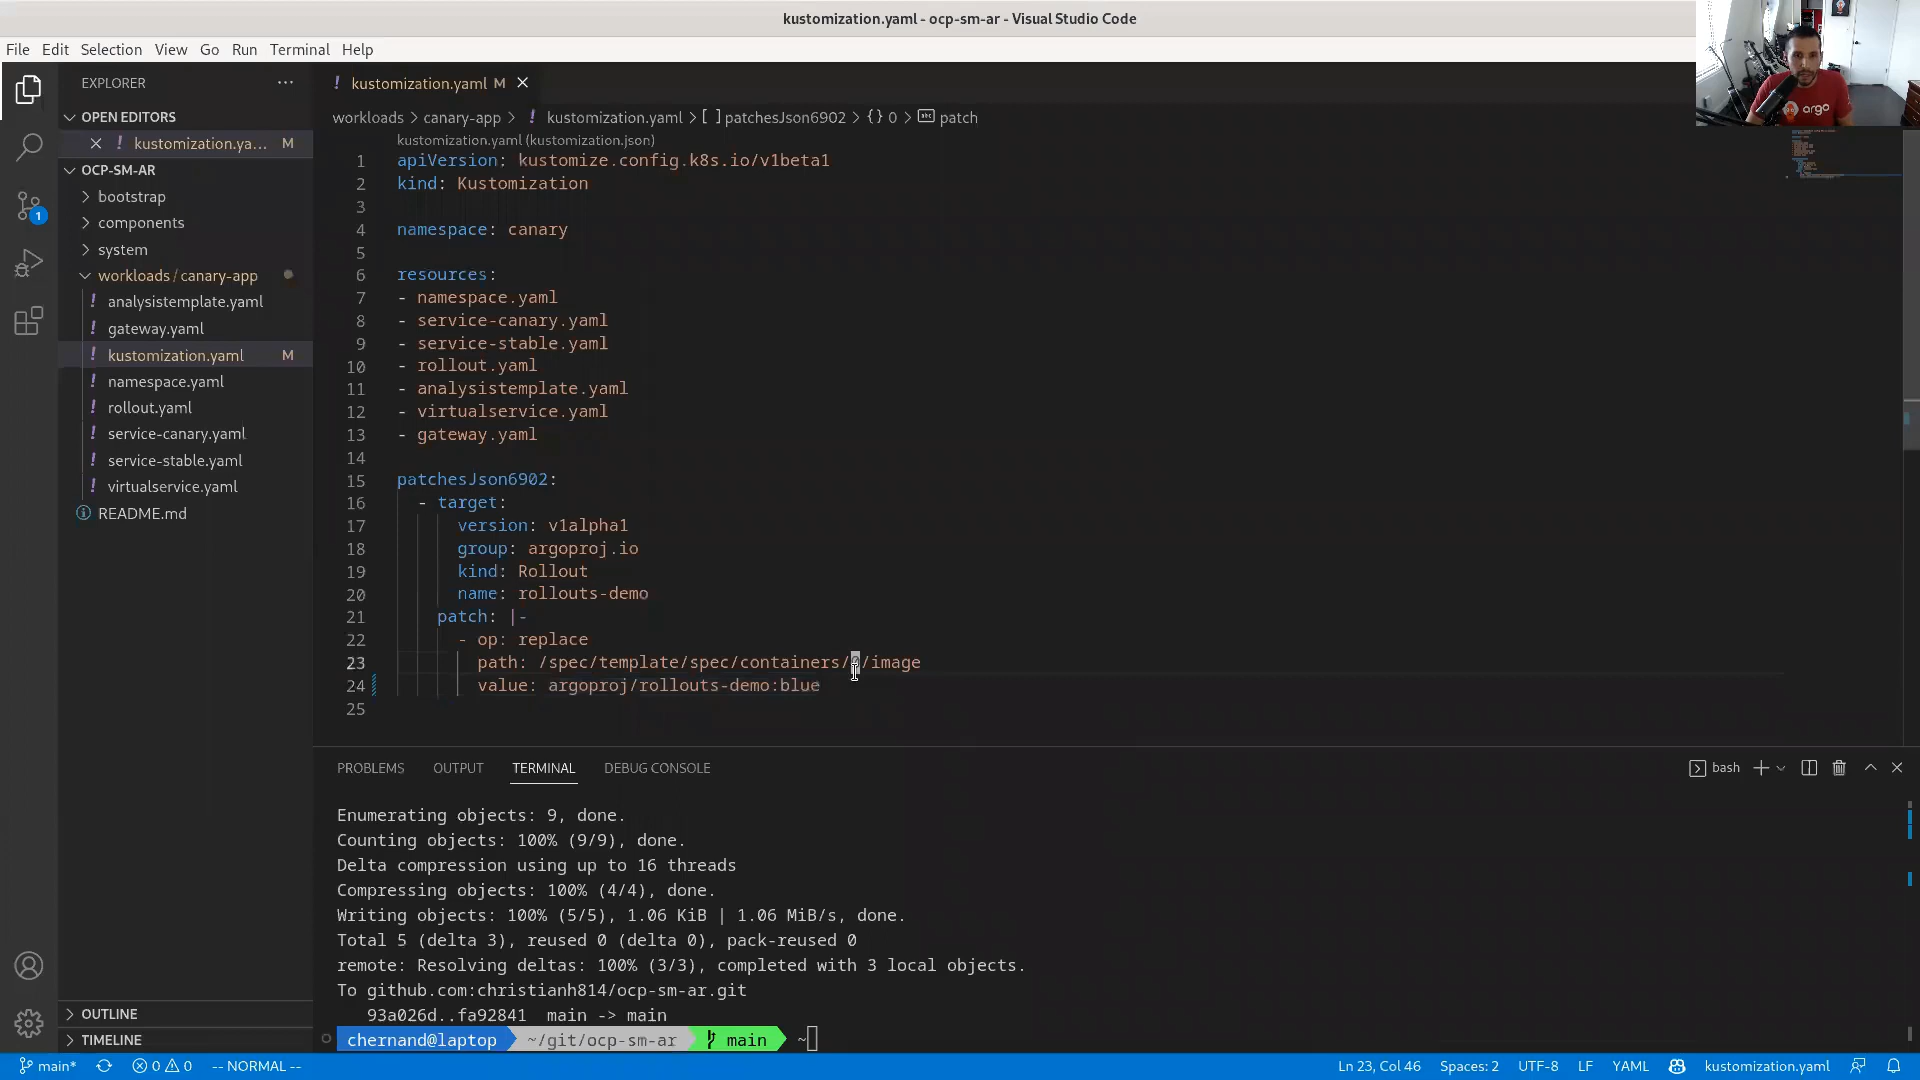 kustomization.yaml - ocp-sm-ar - Visual Studio Code
File Edit Selection View Go Run Terminal Help
EXPLORER
OPEN EDITORS
kustomization.ya... M
OCP-SM-AR
bootstrap
components
system
workloads / canary-app
! analysistemplate.yaml
! gateway.yaml
! kustomization.yaml M
! namespace.yaml
! rollout.yaml
! service-canary.yaml
! service-stable.yaml
! virtualservice.yaml
README.md
OUTLINE
TIMELINE
1
! kustomization.yaml M
workloads > canary-app > ! kustomization.yaml > [ ] patchesJson6902 > {} 0 > patch
kustomization.yaml (kustomization.json)
1 apiVersion: kustomize.config.k8s.io/v1beta1
2 kind: Kustomization
3
4 namespace: canary
5
6 resources:
7 - namespace.yaml
8 - service-canary.yaml
9 - service-stable.yaml
10 - rollout.yaml
11 - analysistemplate.yaml
12 - virtualservice.yaml
13 - gateway.yaml
14
15 patchesJson6902:
16 - target:
17 version: v1alpha1
18 group: argoproj.io
19 kind: Rollout
20 name: rollouts-demo
21 patch: |-
22 - op: replace
23 path: /spec/template/spec/containers/ /image
24 value: argoproj/rollouts-demo:blue
25
argo
PROBLEMS OUTPUT TERMINAL DEBUG CONSOLE
bash
Enumerating objects: 9, done.
Counting objects: 100% (9/9), done.
Delta compression using up to 16 threads
Compressing objects: 100% (4/4), done.
Writing objects: 100% (5/5), 1.06 KiB | 1.06 MiB/s, done.
Total 5 (delta 3), reused 0 (delta 0), pack-reused 0
remote: Resolving deltas: 100% (3/3), completed with 3 local objects.
To github.com:christianh814/ocp-sm-ar.git
93a026d..fa92841 main -> main
chernand@laptop ~/git/ocp-sm-ar main ~
main* 0 0 -- NORMAL -- Ln 23, Col 46 Spaces: 2 UTF-8 LF YAML kustomization.yaml